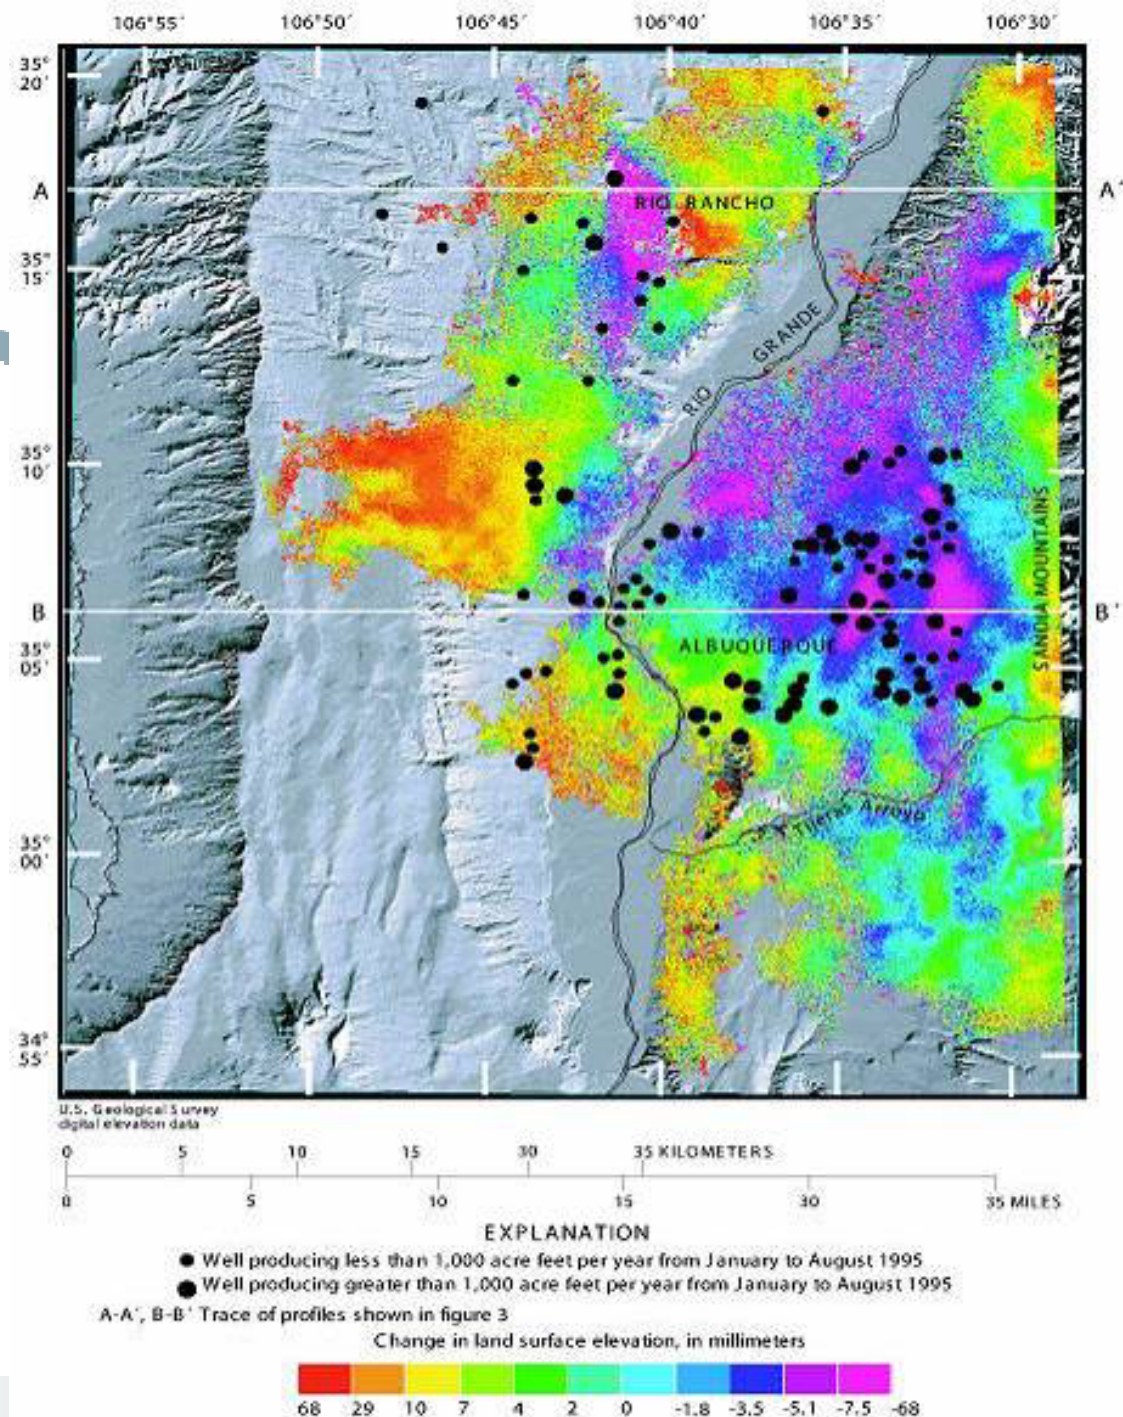 106°55´ 106°50´ 106°45´ 106°40´ 106°35´ 106°30´
35°
20´
A A´
RIO RANCHO
35°
15´
GRANDE
RIO
35°
10´
SANDIA MOUNTAINS
B B´
ALBUQUERQUE
35°
05´
Tijeras Arroyo
35°
00´
34°
55´
U.S. Geological Survey
digital elevation data
0 5 10 15 30 35 KILOMETERS
0 5 10 15 30 35 MILES
EXPLANATION
Well producing less than 1,000 acre feet per year from January to August 1995
Well producing greater than 1,000 acre feet per year from January to August 1995
A-A´, B-B´ Trace of profiles shown in figure 3
Change in land surface elevation, in millimeters
68 29 10 7 4 2 0 -1.8 -3.5 -5.1 -7.5 -68